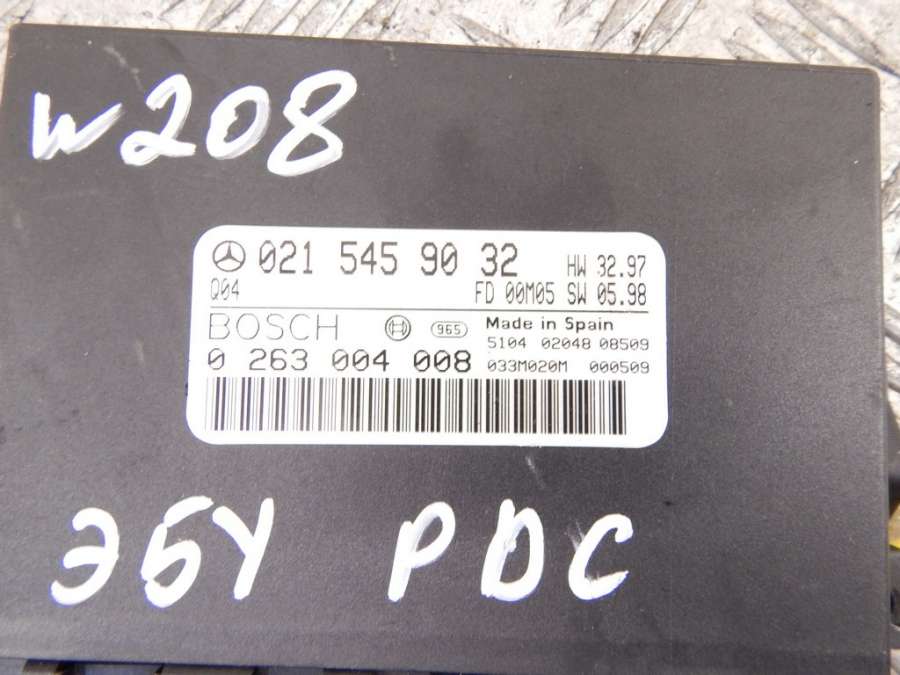 W208
021 545 90 32 HW 32.97
Q04 FD 00M05 SW 05.98
BOSCH 965 Made in Spain
5104 02048 08509
0 263 004 008 033M020M 000509
ЭБУ PDC